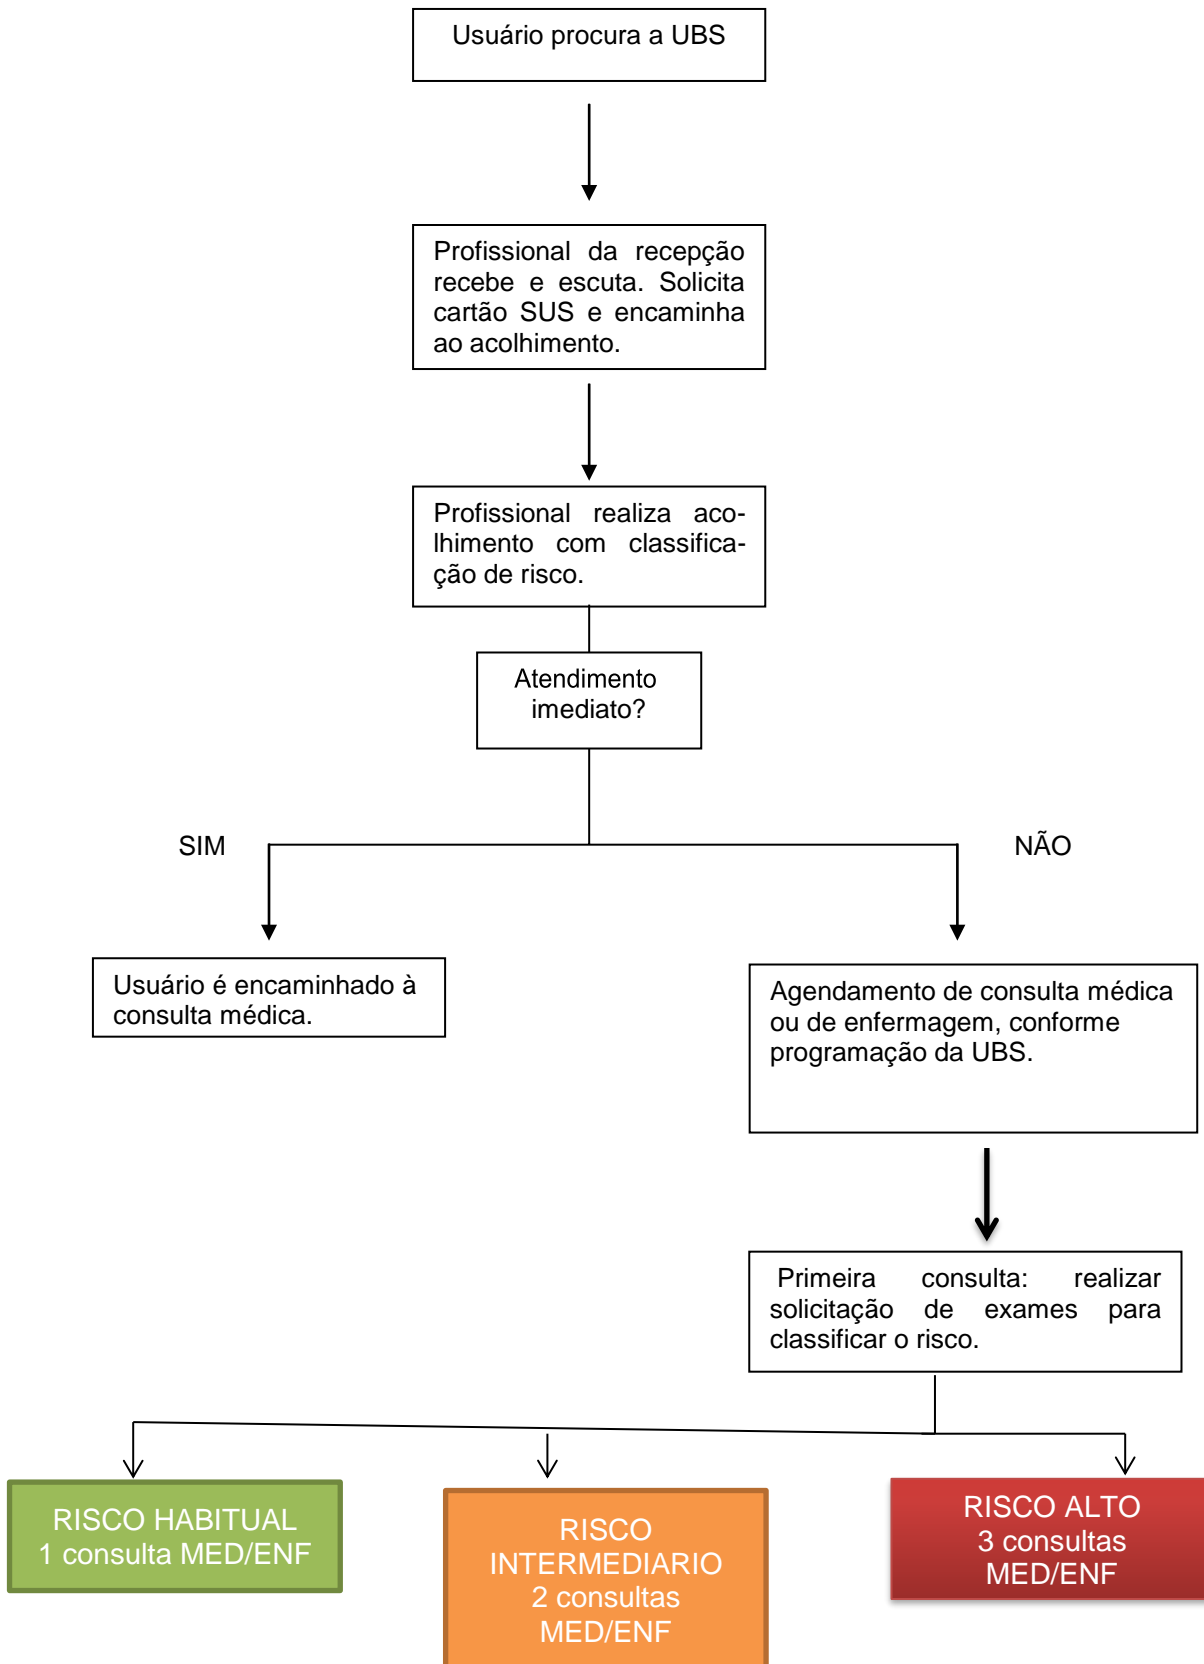 Usuário procura a UBS
Profissional da recepção
recebe e escuta. Solicita
cartão SUS e encaminha
ao acolhimento.
Profissional realiza aco-
lhimento com classifica-
ção de risco.
Atendimento
imediato?
SIM
NÃO
Usuário é encaminhado à
consulta médica.
Agendamento de consulta médica
ou de enfermagem, conforme
programação da UBS.
Primeira consulta: realizar
solicitação de exames para
classificar o risco.
RISCO HABITUAL
1 consulta MED/ENF
RISCO
INTERMEDIARIO
2 consultas
MED/ENF
RISCO ALTO
3 consultas
MED/ENF